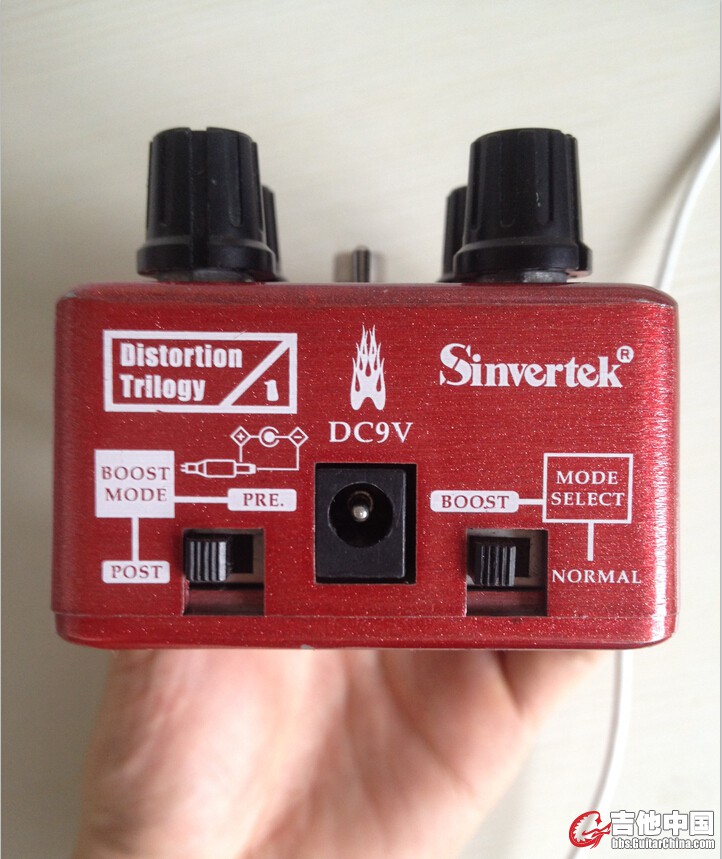 Distortion
Trilogy 1
Sinvertek®
DC9V
BOOST
MODE
PRE.
POST
MODE
SELECT
BOOST
NORMAL
吉他中国
bbs.GuitarChina.com